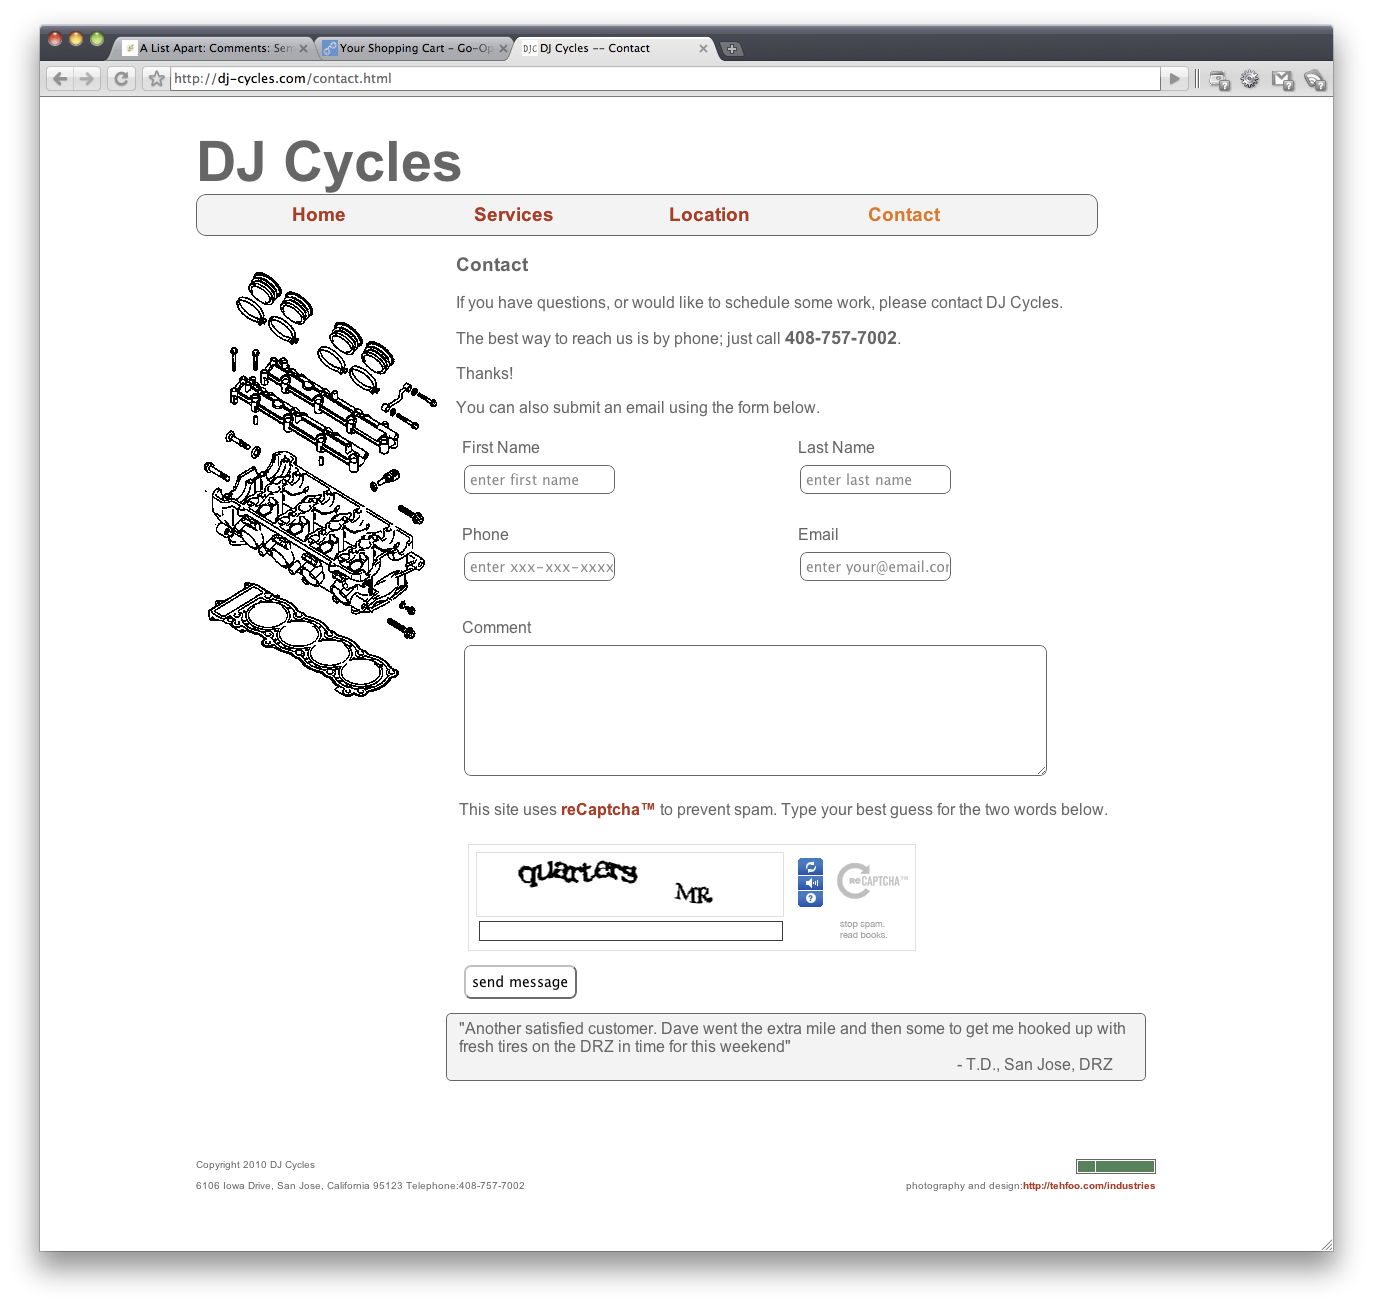 A List Apart: Comments: Sen
Your Shopping Cart – Go-Op
DJC DJ Cycles -- Contact
http://dj-cycles.com/contact.html
DJ Cycles
Home Services Location Contact
Contact
If you have questions, or would like to schedule some work, please contact DJ Cycles.
The best way to reach us is by phone; just call 408-757-7002.
Thanks!
You can also submit an email using the form below.
First Name Last Name
enter first name enter last name
Phone Email
enter xxx-xxx-xxxx enter your@email.com
Comment
This site uses reCaptcha™ to prevent spam. Type your best guess for the two words below.
quarters MR
reCAPTCHA™
stop spam.
read books.
send message
"Another satisfied customer. Dave went the extra mile and then some to get me hooked up with
fresh tires on the DRZ in time for this weekend"
- T.D., San Jose, DRZ
Copyright 2010 DJ Cycles
6106 Iowa Drive, San Jose, California 95123 Telephone:408-757-7002
photography and design:http://tehfoo.com/industries